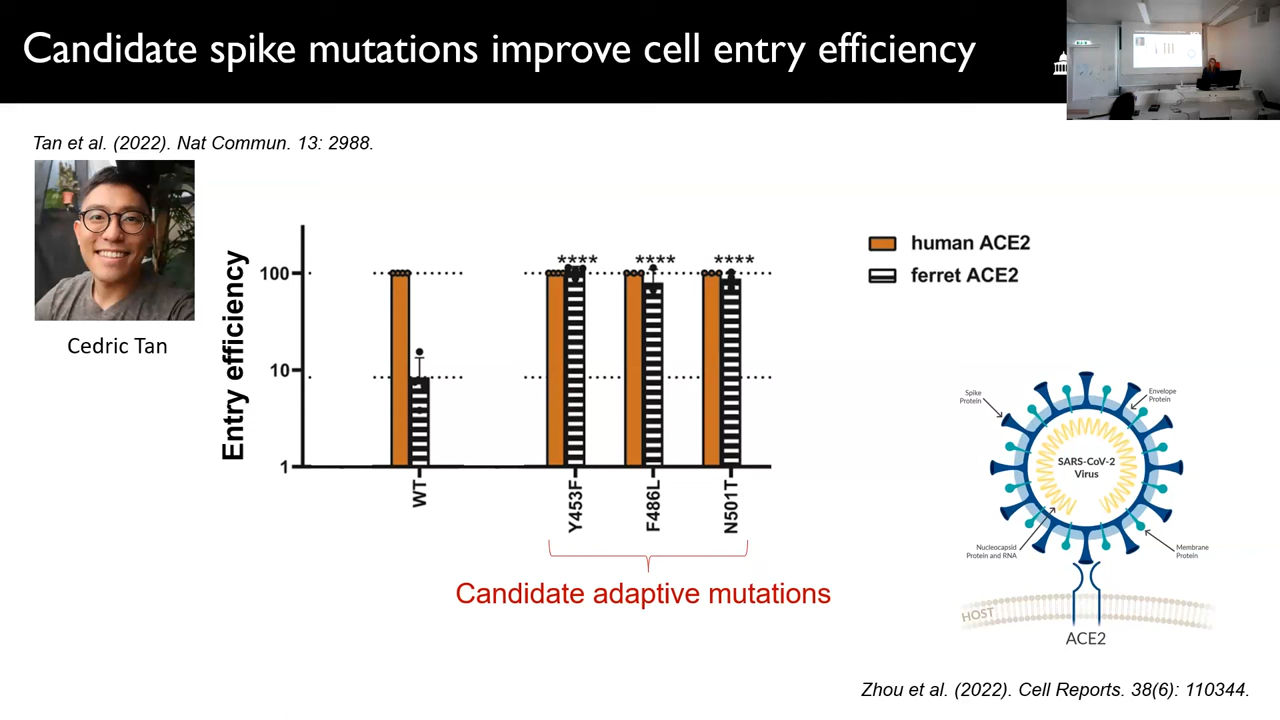 Candidate spike mutations improve cell entry efficiency
Tan et al. (2022). Nat Commun. 13: 2988.
Cedric Tan
Entry efficiency
100
10
1
**** **** ****
WT
Y453F
F486L
N501T
Candidate adaptive mutations
human ACE2
ferret ACE2
Spike
Protein
Envelope
Protein
SARS-CoV-2
Virus
Nucleocapsid
Protein and RNA
Membrane
Protein
HOST
ACE2
Zhou et al. (2022). Cell Reports. 38(6): 110344.